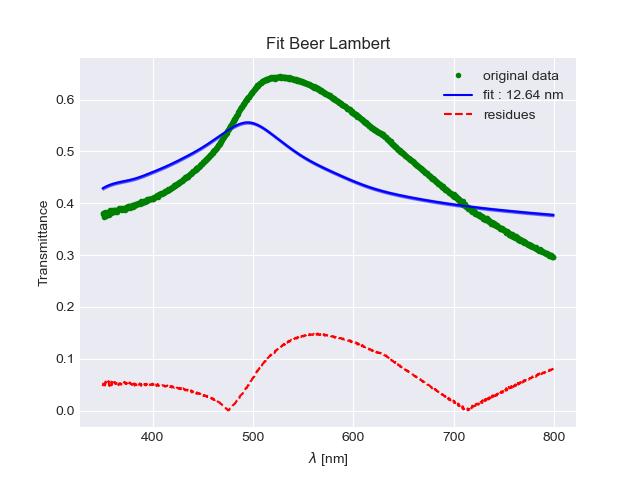 Fit Beer Lambert
original data
fit : 12.64 nm
residues
Transmittance
0.6
0.5
0.4
0.3
0.2
0.1
0.0
400 500 600 700 800
λ [nm]